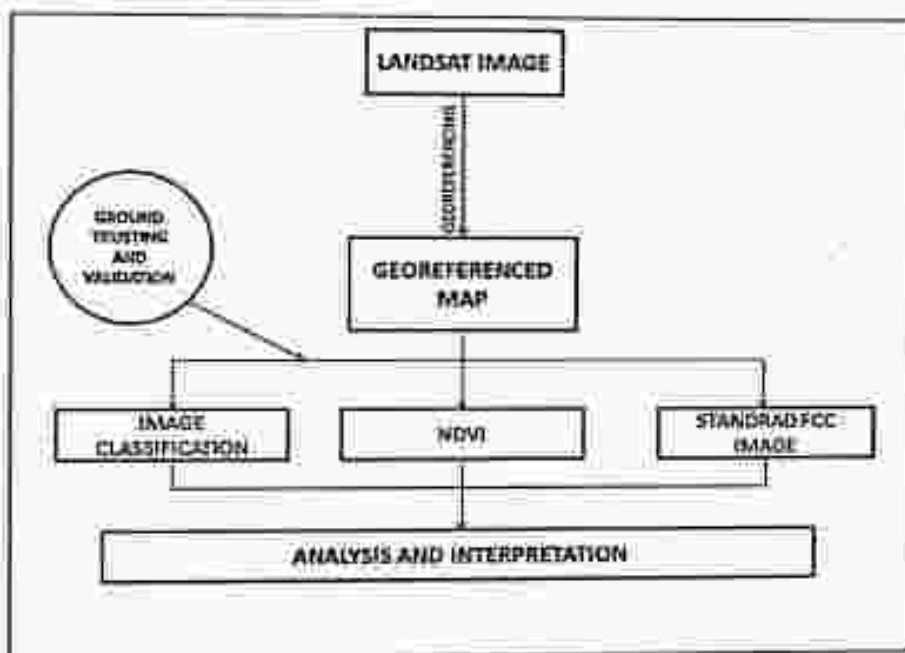 LANDSAT IMAGE
GEOREFERENCING
GROUND
TRUSTING
AND
VALIDATION
GEOREFERENCED
MAP
IMAGE
CLASSIFICATION
NDVI
STANDRAD FCC
IMAGE
ANALYSIS AND INTERPRETATION